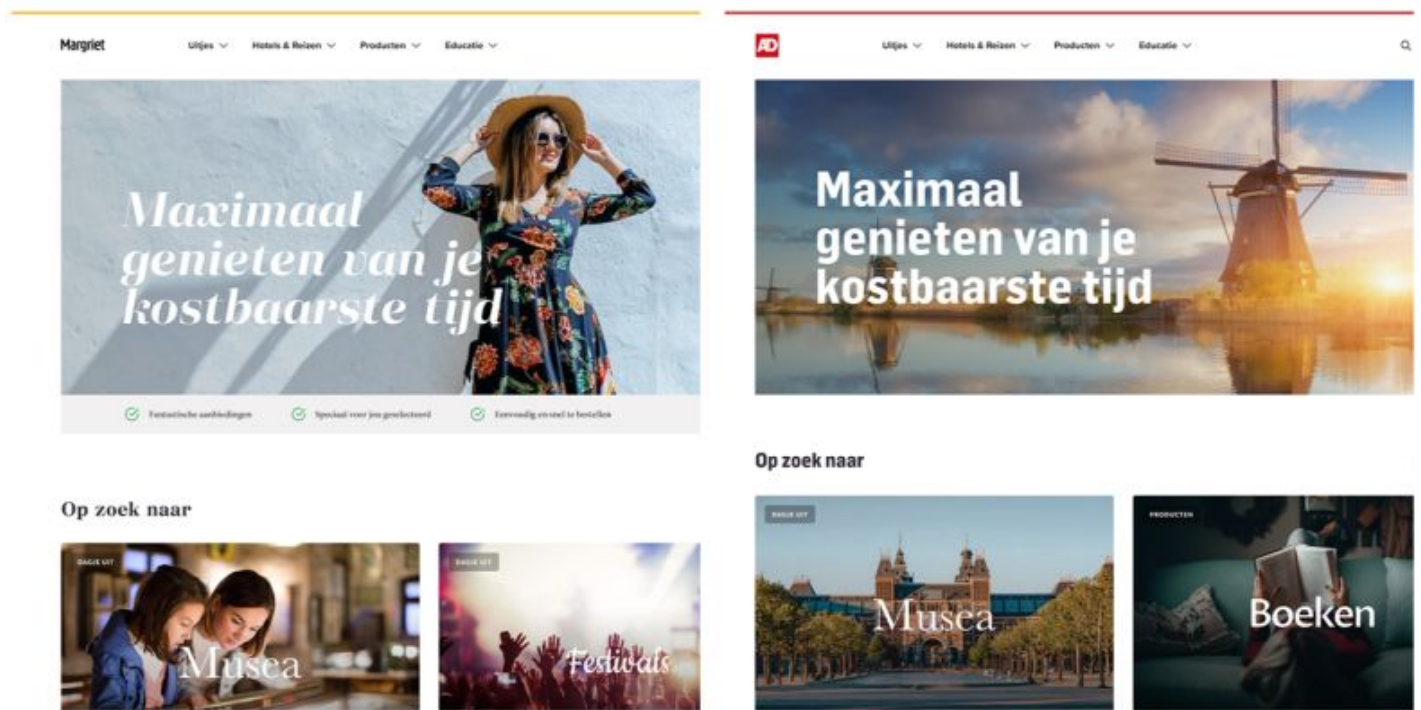 Margriet
Uitjes
Hotels & Reizen
Producten
Educatie
Maximaal
genieten van je
kostbaarste tijd
Fantastische aanbiedingen
Speciaal voor jou geselecteerd
Eenvoudig en snel te bestellen
Op zoek naar
DAGJE UIT
Musea
DAGJE UIT
Festivals
AD
Uitjes
Hotels & Reizen
Producten
Educatie
Maximaal
genieten van je
kostbaarste tijd
Op zoek naar
DAGJE UIT
Musea
PRODUCTEN
Boeken